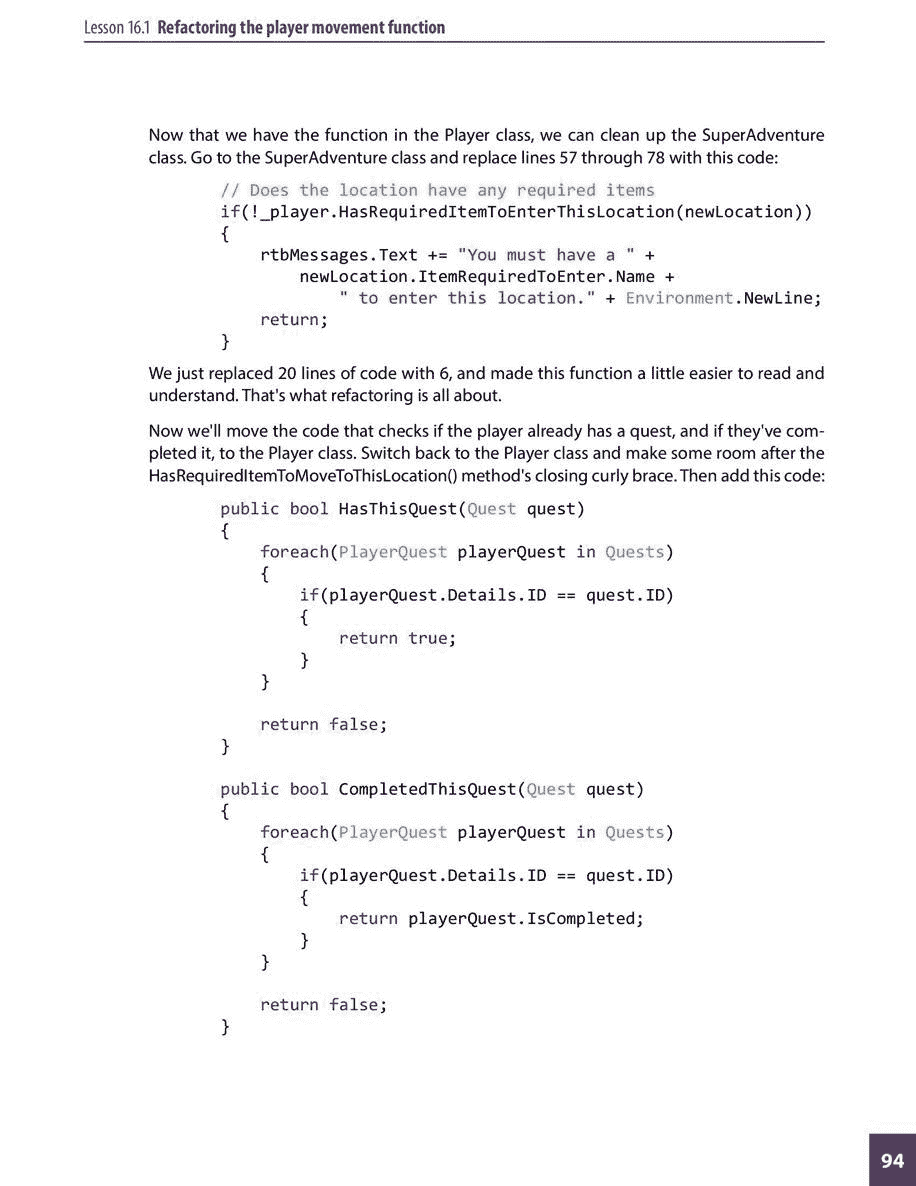 Lesson 16.1 Refactoring the player movement function
Now that we have the function in the Player class, we can clean up the SuperAdventure
class. Go to the SuperAdventure class and replace lines 57 through 78 with this code:
// Does the location have any required items
if(!_player.HasRequiredItemToEnterThisLocation(newLocation))
{
    rtbMessages.Text += "You must have a " +
        newLocation.ItemRequiredToEnter.Name +
            " to enter this location." + Environment.NewLine;
    return;
}
We just replaced 20 lines of code with 6, and made this function a little easier to read and
understand. That's what refactoring is all about.
Now we'll move the code that checks if the player already has a quest, and if they've com-
pleted it, to the Player class. Switch back to the Player class and make some room after the
HasRequiredItemToMoveToThisLocation() method's closing curly brace. Then add this code:
public bool HasThisQuest(Quest quest)
{
    foreach(PlayerQuest playerQuest in Quests)
    {
        if(playerQuest.Details.ID == quest.ID)
        {
            return true;
        }
    }

    return false;
}

public bool CompletedThisQuest(Quest quest)
{
    foreach(PlayerQuest playerQuest in Quests)
    {
        if(playerQuest.Details.ID == quest.ID)
        {
            return playerQuest.IsCompleted;
        }
    }

    return false;
}
94